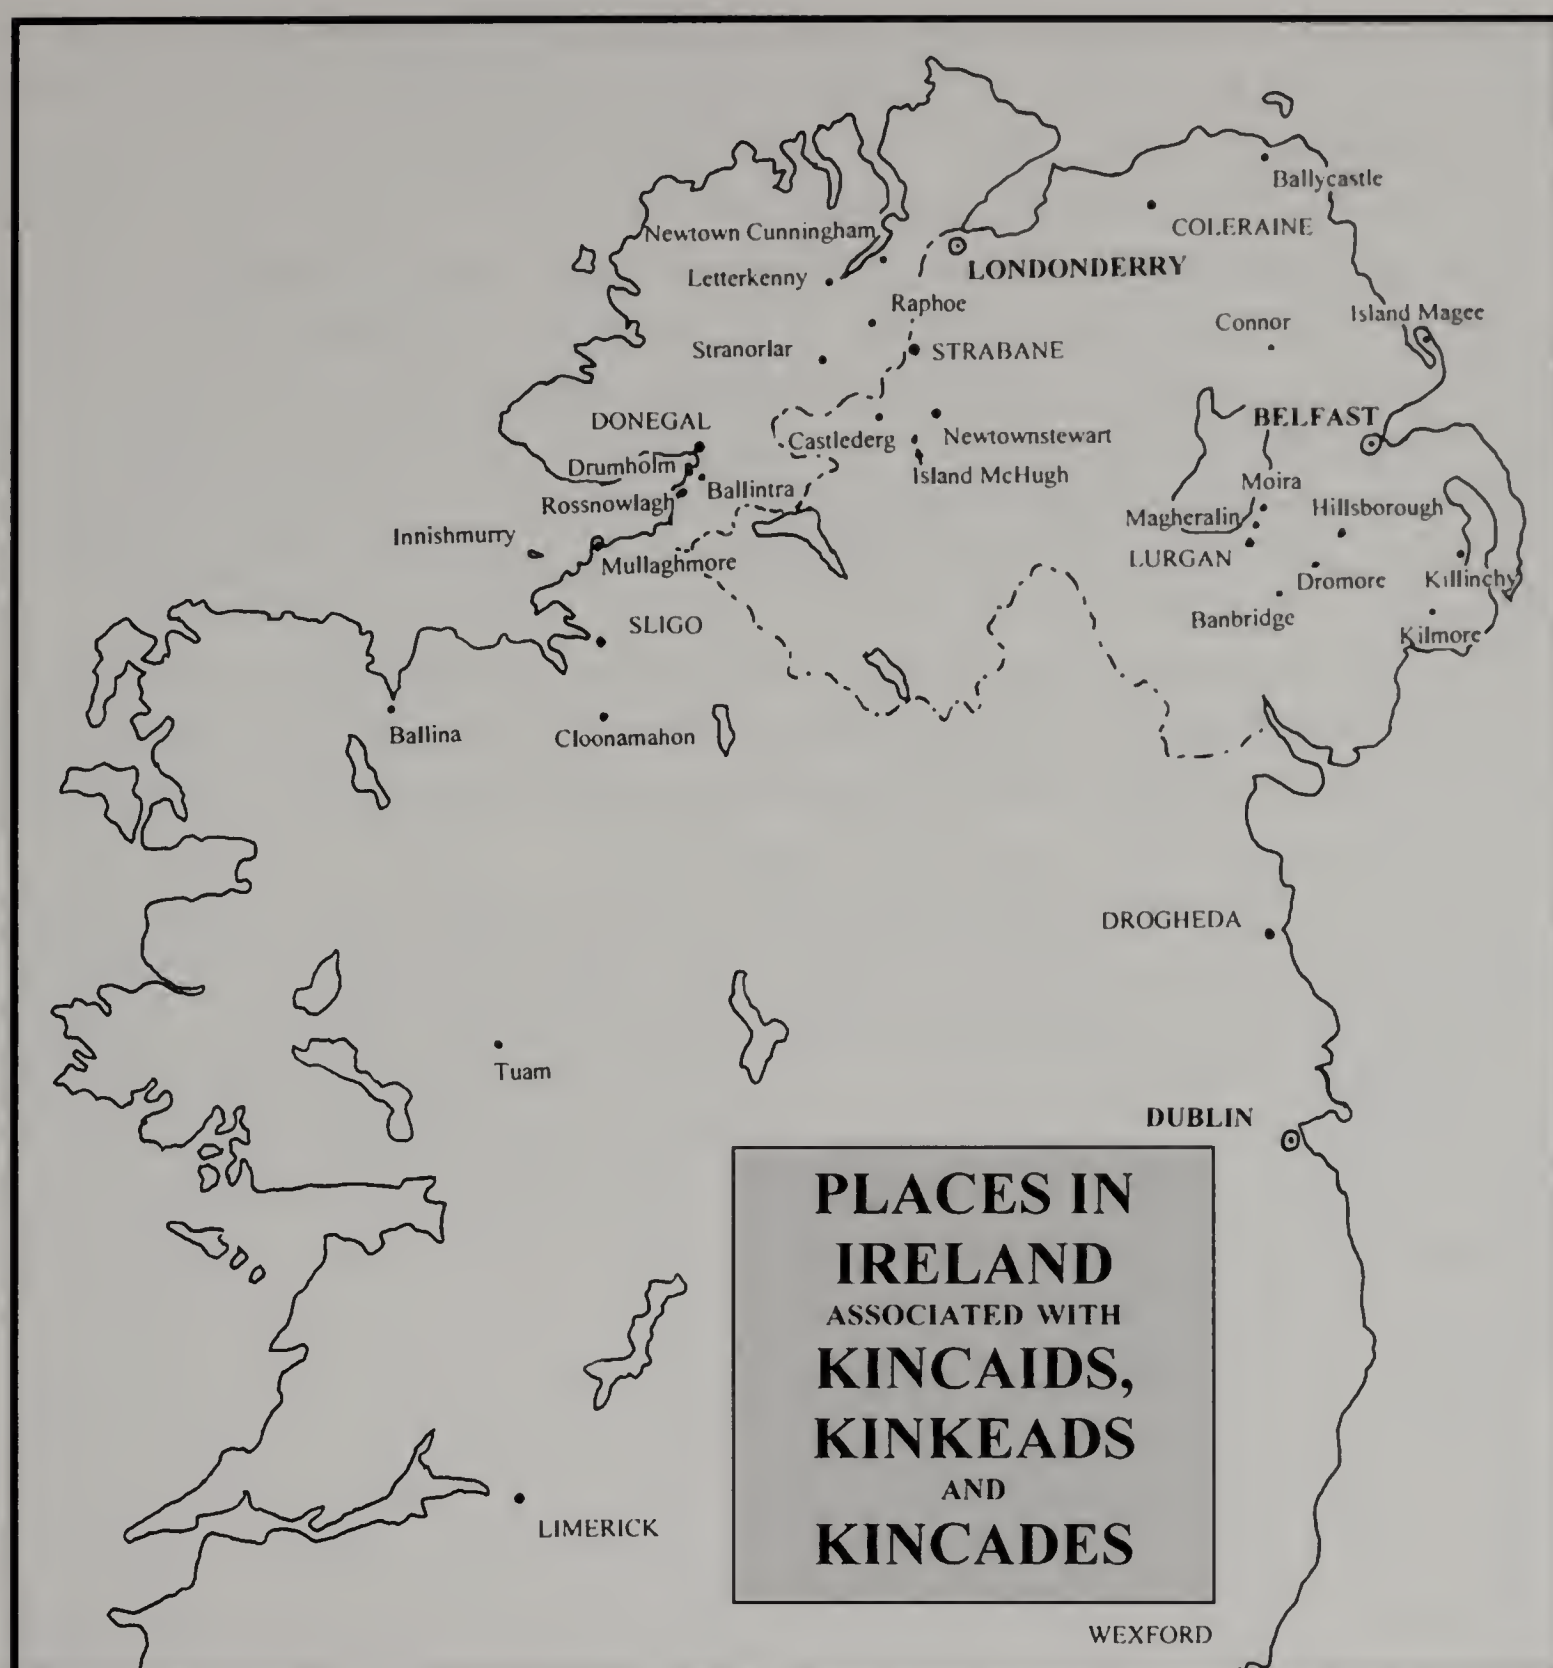 Ballycastle
COLERAINE
Newtown Cunningham
LONDONDERRY
Letterkenny
Raphoe
Island Magee
Connor
Stranorlar
STRABANE
DONEGAL
BELFAST
Castlederg
Newtownstewart
Drumholm
Island McHugh
Ballintra
Moira
Rossnowlagh
Hillsborough
Magheralin
Innishmurry
Mullaghmore
LURGAN
Dromore
Killinchy
Banbridge
SLIGO
Kilmore
Ballina
Cloonamahon
DROGHEDA
Tuam
DUBLIN
PLACES IN
IRELAND
ASSOCIATED WITH
KINCAIDS,
KINKEADS
AND
KINCADES
LIMERICK
WEXFORD